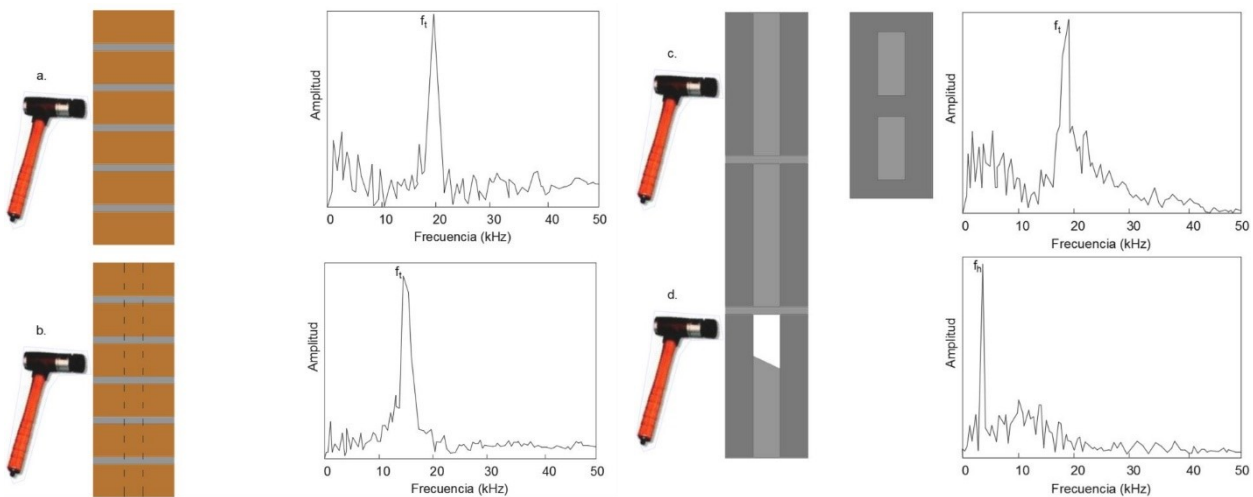 a.
Amplitud
f_t
0 10 20 30 40 50
Frecuencia (kHz)
b.
Amplitud
f_t
0 10 20 30 40 50
Frecuencia (kHz)
c.
Amplitud
f_t
0 10 20 30 40 50
Frecuencia (kHz)
d.
Amplitud
f_h
0 10 20 30 40 50
Frecuencia (kHz)